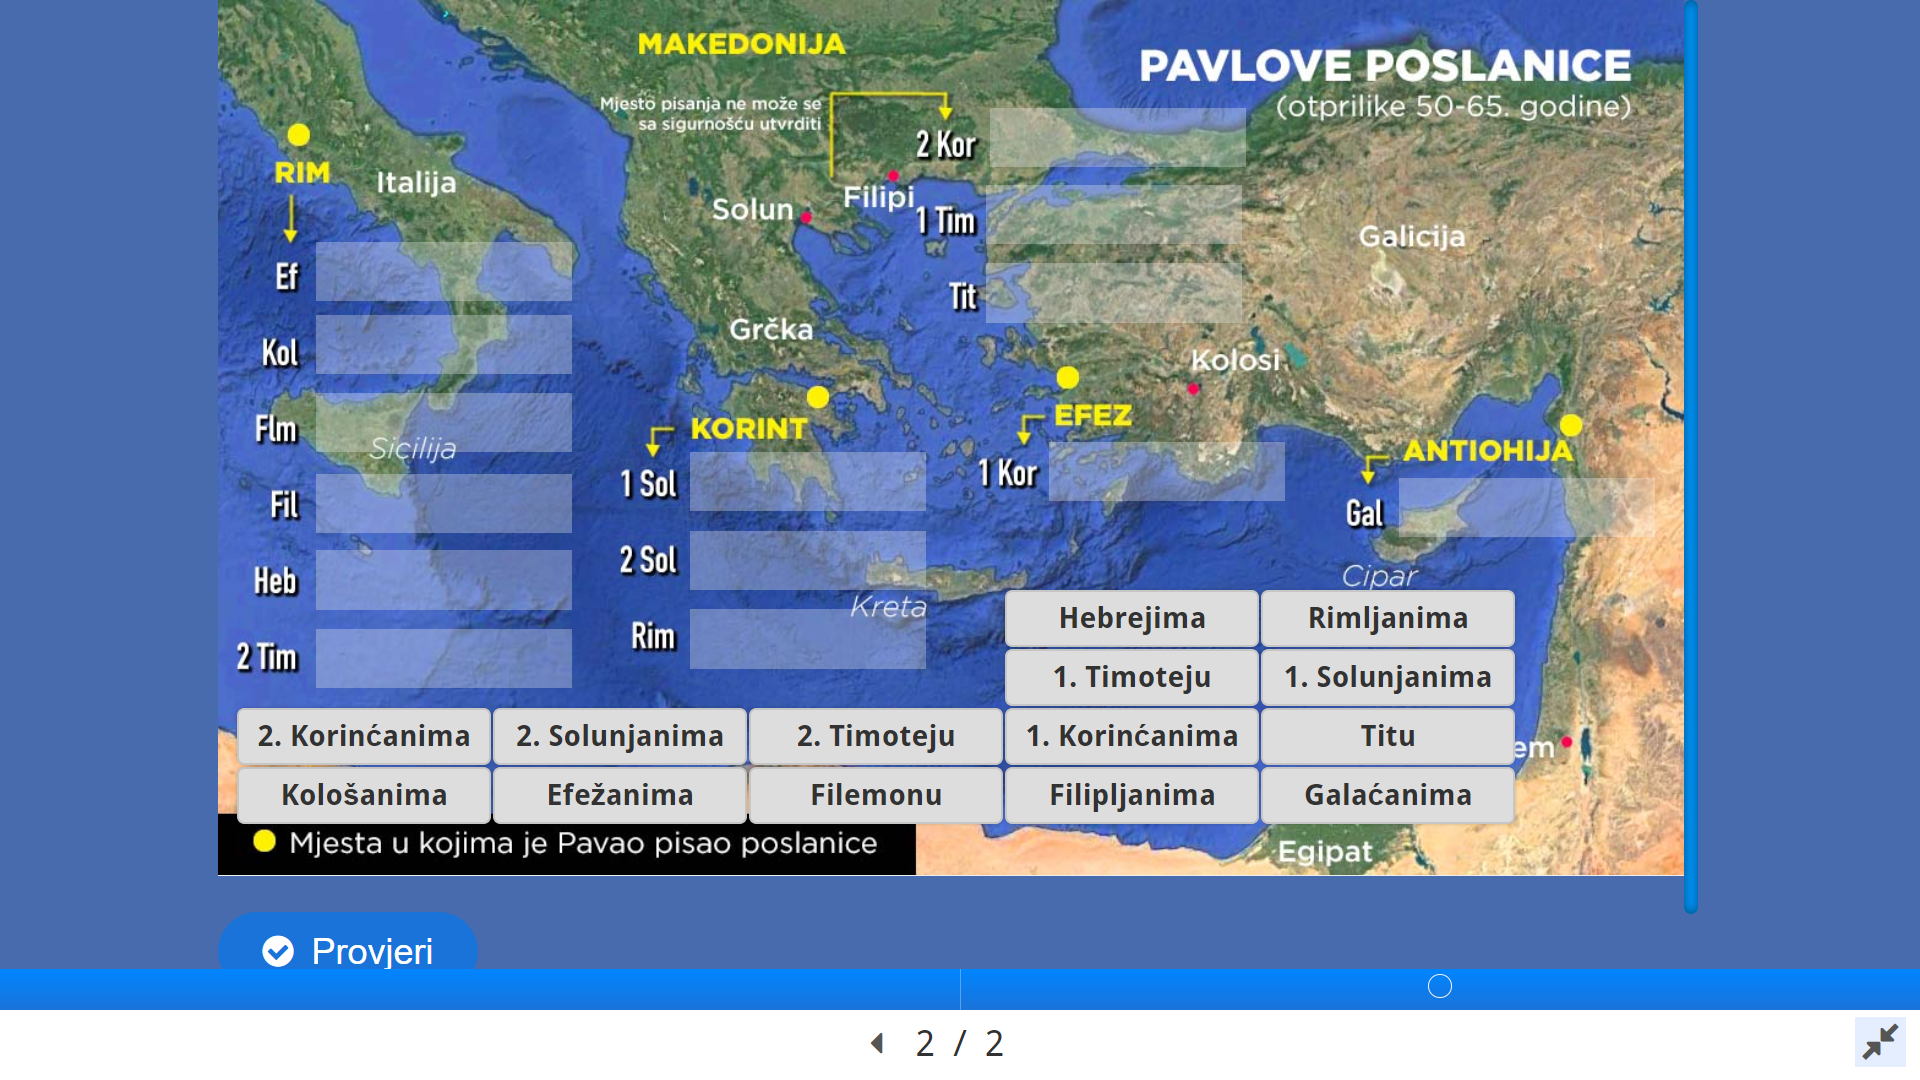 MAKEDONIJA
PAVLOVE POSLANICE
(otprilike 50-65. godine)
Mjesto pisanja ne može se
sa sigurnošću utvrditi
2 Kor
RIM
Italija
Filipi
Solun
1 Tim
Galicija
Ef
Tit
Grčka
Kol
Kolosi
EFEZ
Flm
Sicilija
KORINT
ANTIOHIJA
1 Sol
1 Kor
Fil
Gal
2 Sol
Heb
Cipar
Kreta
Hebrejima
Rimljanima
Rim
2 Tim
1. Timoteju
1. Solunjanima
2. Korinćanima
2. Solunjanima
2. Timoteju
1. Korinćanima
Titu
em
Kološanima
Efežanima
Filemonu
Filipljanima
Galaćanima
Mjesta u kojima je Pavao pisao poslanice
Egipat
Provjeri
2 / 2